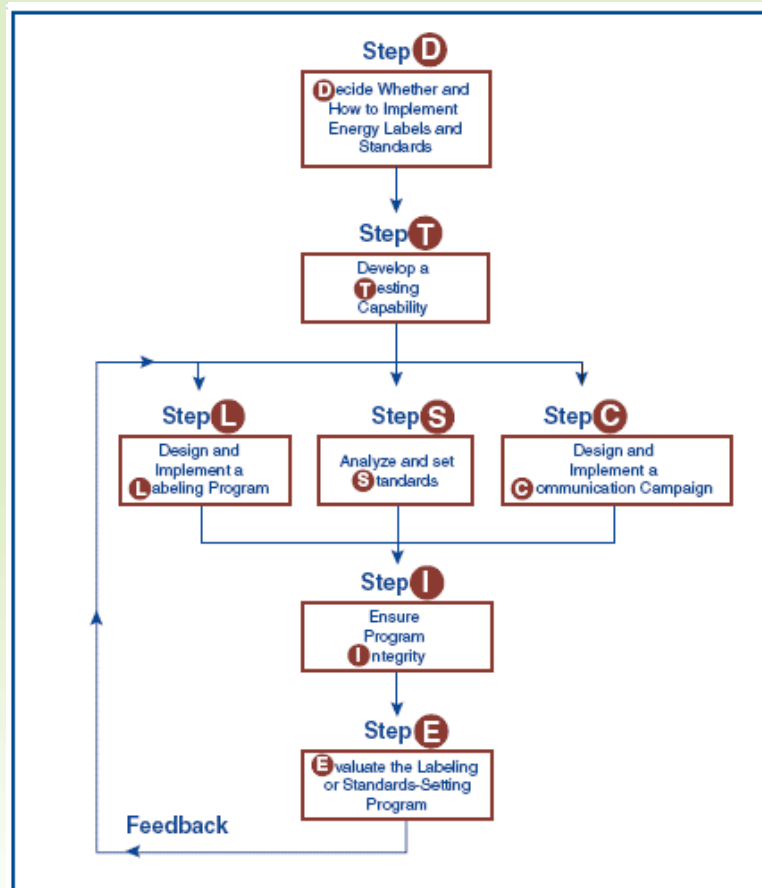 Step D
Decide Whether and
How to Implement
Energy Labels and
Standards
Step T
Develop a
Testing
Capability
Step L
Design and
Implement a
Labeling Program
Step S
Analyze and set
Standards
Step C
Design and
Implement a
Communication Campaign
Step I
Ensure
Program
Integrity
Step E
Evaluate the Labeling
or Standards-Setting
Program
Feedback